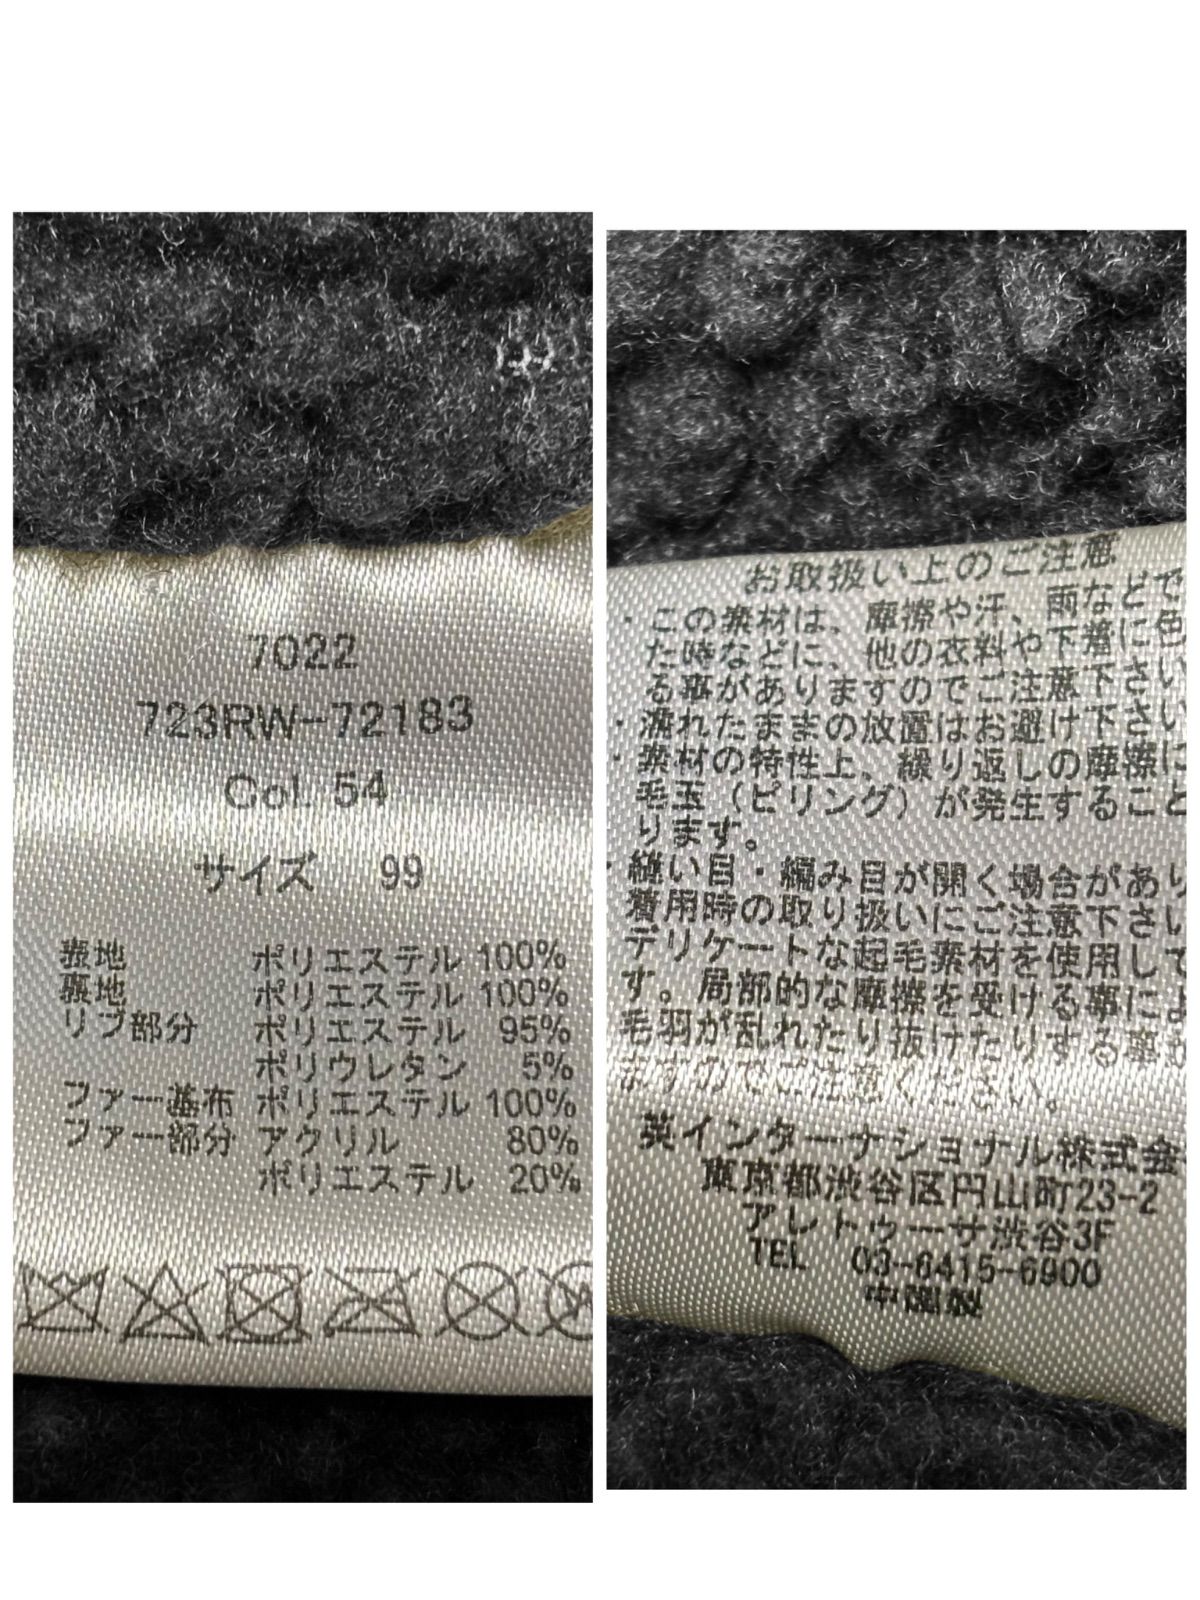 7022
723RW-72183
Col. 54
サイズ 99
表地 ポリエステル 100%
裏地 ポリエステル 100%
リブ部分 ポリエステル 95%
ポリウレタン 5%
ファー基布 ポリエステル 100%
ファー部分 アクリル 80%
ポリエステル 20%
お取扱い上のご注意
・この素材は、摩擦や汗、雨などで
た時などに、他の衣料や下着に色
る事がありますのでご注意下さい
・濡れたままの放置はお避け下さい
・素材の特性上、繰り返しの摩擦に
毛玉（ピリング）が発生すること
ります。
・縫い目・編み目が開く場合があり
着用時の取り扱いにご注意下さい
デリケートな起毛素材を使用して
す。局部的な摩擦を受ける事によ
毛羽が乱れたり抜けたりする事が
ますのでご注意ください。
英インターナショナル株式会
東京都渋谷区円山町23-2
アレトゥーサ渋谷3F
TEL 03-6415-6900
中国製